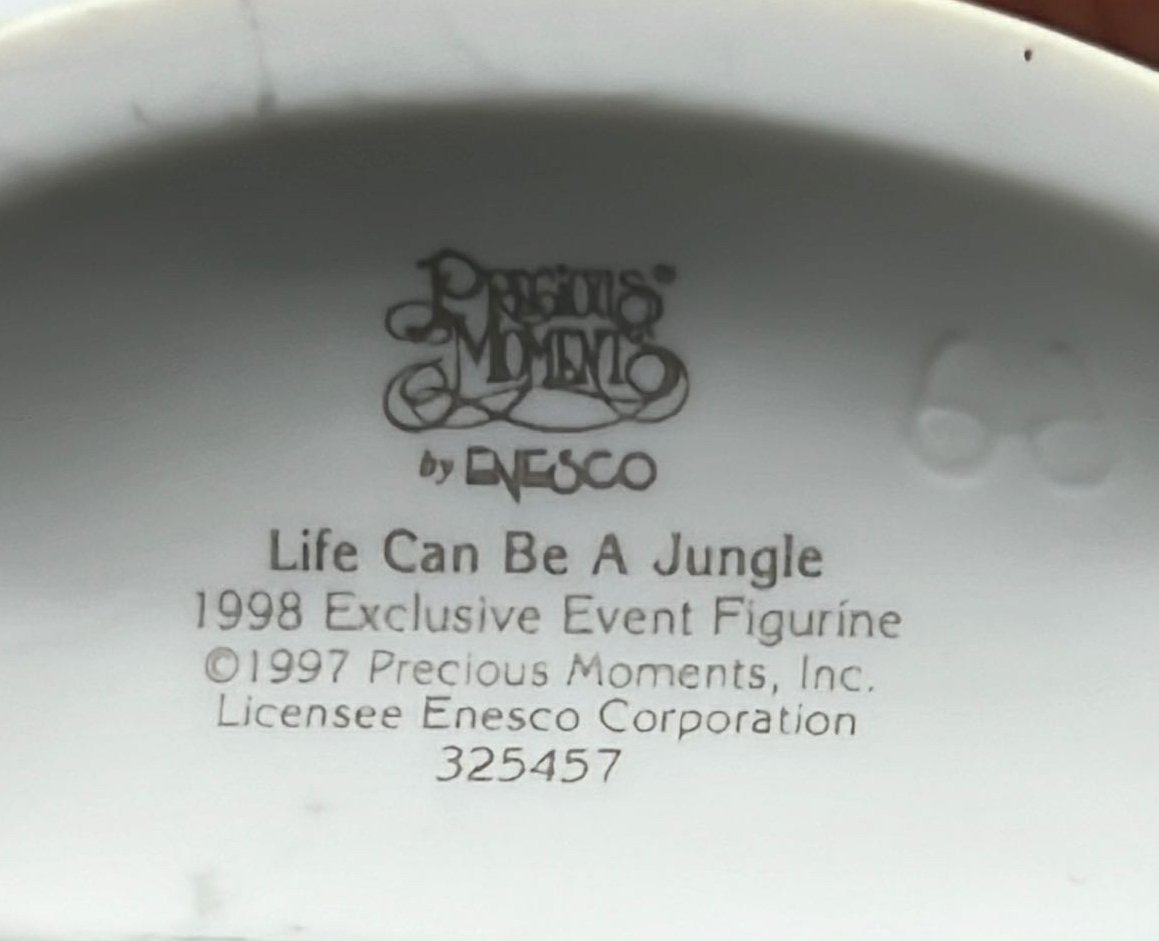 Precious®
Moments
by ENESCO
Life Can Be A Jungle
1998 Exclusive Event Figurine
©1997 Precious Moments, Inc.
Licensee Enesco Corporation
325457